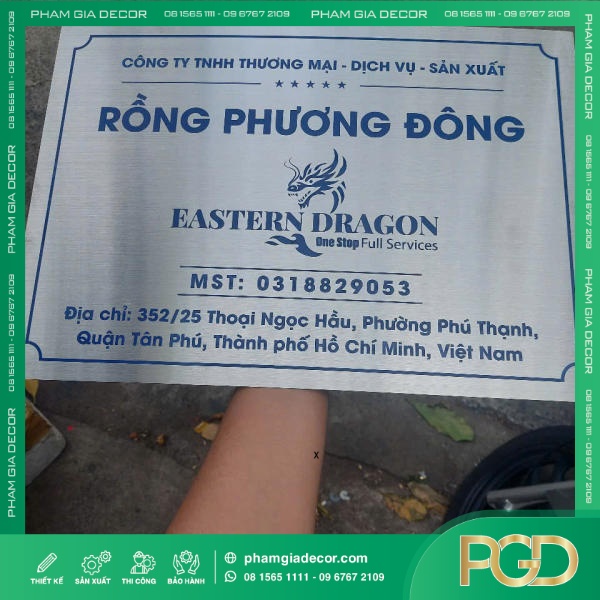 PHAM GIA DECOR 08 1565 1111 - 09 6767 2109 PHAM GIA DECOR 08 1565 1111 - 09 6767 2109
PHAM GIA DECOR 08 1565 1111 - 09 6767 2109 PHAM GIA DECOR 08 1565 1111 - 09 6767 2109
CÔNG TY TNHH THƯƠNG MẠI - DỊCH VỤ - SẢN XUẤT
RỒNG PHƯƠNG ĐÔNG
EASTERN DRAGON
One Stop Full Services
MST: 0318829053
Địa chỉ: 352/25 Thoại Ngọc Hầu, Phường Phú Thạnh,
Quận Tân Phú, Thành phố Hồ Chí Minh, Việt Nam
x
PHAM GIA DECOR 08 1565 1111 - 09 6767 2109 PHAM GIA DECOR 08 1565 1111 - 09 6767 2109
THIẾT KẾ SẢN XUẤT THI CÔNG BẢO HÀNH
phamgiadecor.com
08 1565 1111 - 09 6767 2109
PGD